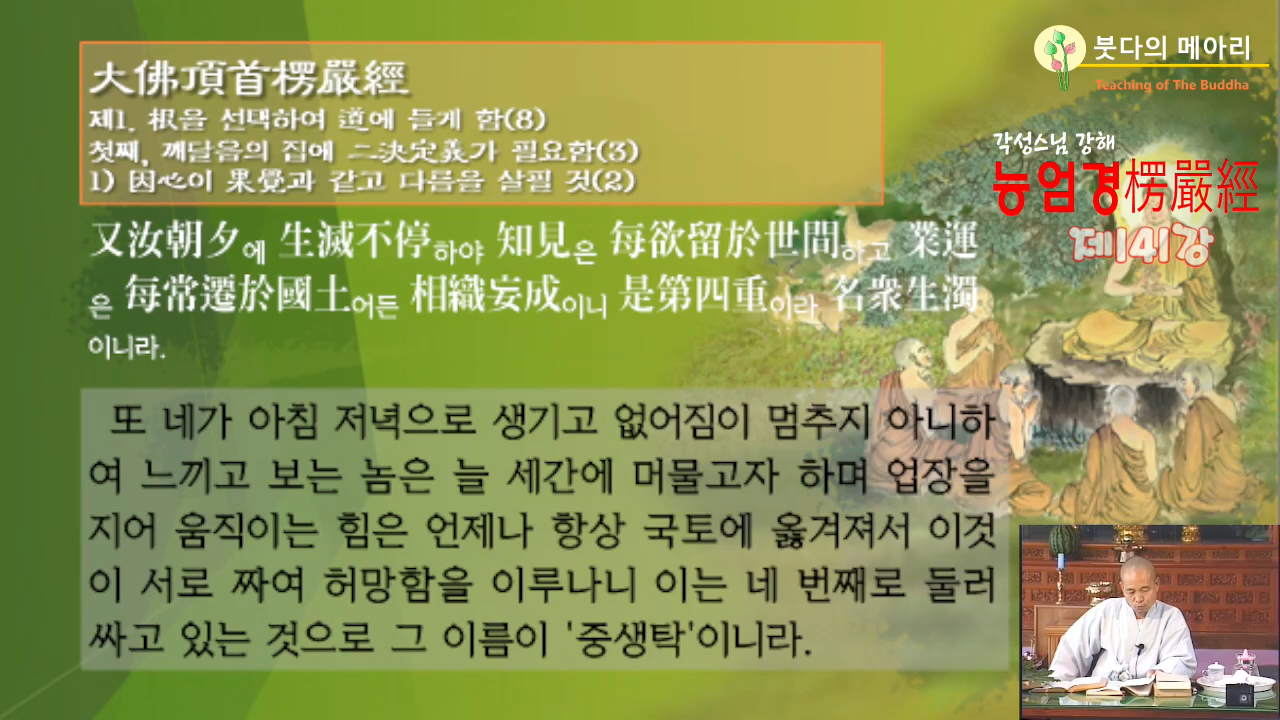 大佛頂首楞嚴經
제1. 根을 선택하여 道에 들게 함(8)
첫째, 깨달음의 집에 二決定義가 필요함(3)
1) 因心이 果覺과 같고 다름을 살필 것(2)
又汝朝夕에 生滅不停하야 知見은 每欲留於世間하고 業運
은 每常遷於國土어든 相織妄成이니 是第四重이라 名衆生濁
이니라.
또 네가 아침 저녁으로 생기고 없어짐이 멈추지 아니하
여 느끼고 보는 놈은 늘 세간에 머물고자 하며 업장을
지어 움직이는 힘은 언제나 항상 국토에 옳겨져서 이것
이 서로 짜여 허망함을 이루나니 이는 네 번째로 둘러
싸고 있는 것으로 그 이름이 '중생탁'이니라.
붓다의 메아리
Teaching of The Buddha
각성스님 강해
능엄경楞嚴經
제141강